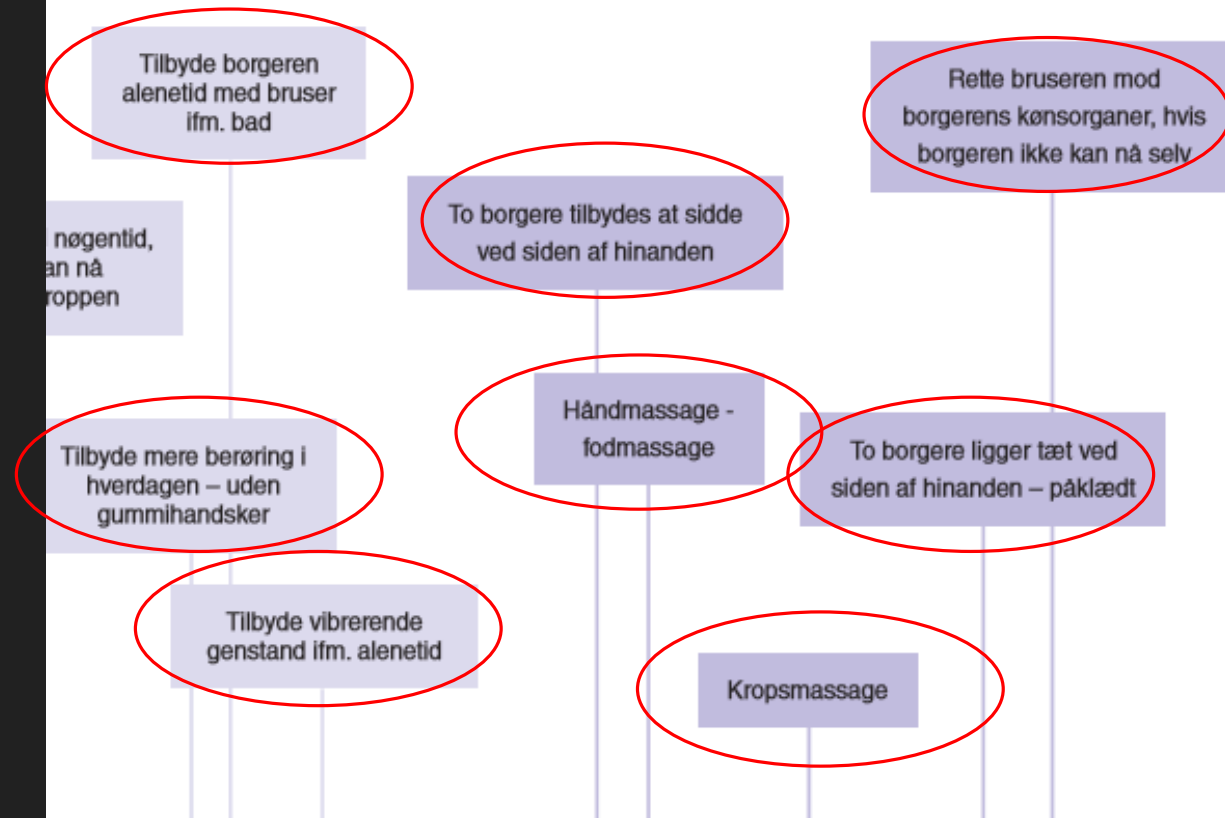 Tilbyde borgeren
alenetid med bruser
ifm. bad
Rette bruseren mod
borgerens kønsorganer, hvis
borgeren ikke kan nå selv
To borgere tilbydes at sidde
ved siden af hinanden
nøgentid,
an nå
roppen
Håndmassage -
fodmassage
To borgere ligger tæt ved
siden af hinanden – påklædt
Tilbyde mere berøring i
hverdagen – uden
gummihandsker
Tilbyde vibrerende
genstand ifm. alenetid
Kropsmassage